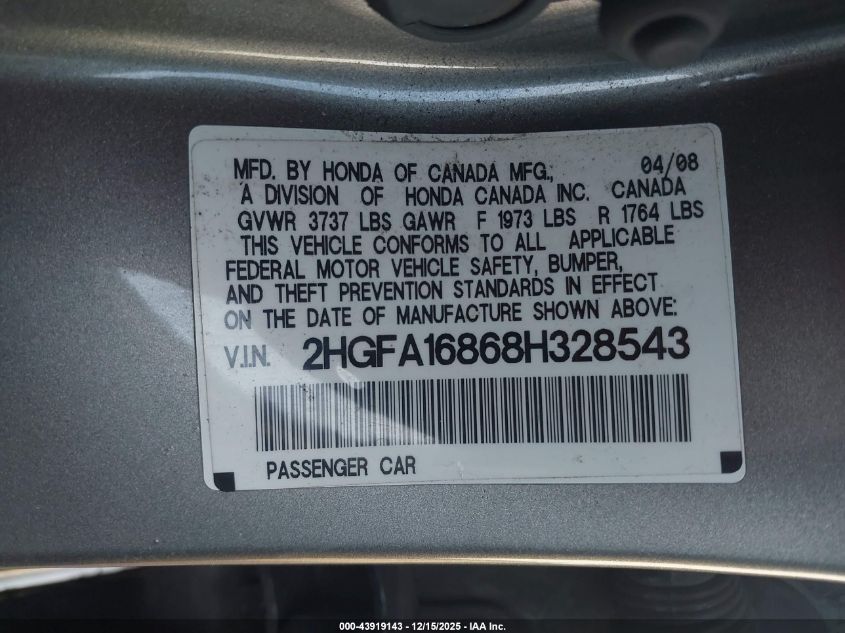 MFD. BY HONDA OF CANADA MFG., 04/08
A DIVISION OF HONDA CANADA INC. CANADA
GVWR 3737 LBS GAWR F 1973 LBS R 1764 LBS
THIS VEHICLE CONFORMS TO ALL APPLICABLE
FEDERAL MOTOR VEHICLE SAFETY, BUMPER,
AND THEFT PREVENTION STANDARDS IN EFFECT
ON THE DATE OF MANUFACTURE SHOWN ABOVE:
V.I.N. 2HGFA16868H328543
PASSENGER CAR
000-43919143 - 12/15/2025 - IAA Inc.